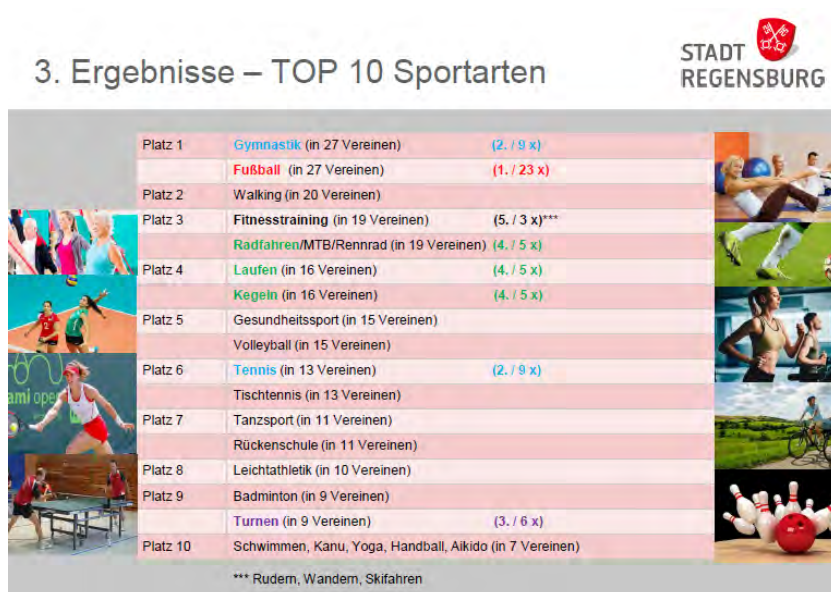 3. Ergebnisse – TOP 10 Sportarten
STADT
REGENSBURG
Platz 1 Gymnastik (in 27 Vereinen) (2. / 9 x)
Fußball (in 27 Vereinen) (1. / 23 x)
Platz 2 Walking (in 20 Vereinen)
Platz 3 Fitnesstraining (in 19 Vereinen) (5. / 3 x)***
Radfahren/MTB/Rennrad (in 19 Vereinen) (4. / 5 x)
Platz 4 Laufen (in 16 Vereinen) (4. / 5 x)
Kegeln (in 16 Vereinen) (4. / 5 x)
Platz 5 Gesundheitssport (in 15 Vereinen)
Volleyball (in 15 Vereinen)
Platz 6 Tennis (in 13 Vereinen) (2. / 9 x)
Tischtennis (in 13 Vereinen)
Platz 7 Tanzsport (in 11 Vereinen)
Rückenschule (in 11 Vereinen)
Platz 8 Leichtathletik (in 10 Vereinen)
Platz 9 Badminton (in 9 Vereinen)
Turnen (in 9 Vereinen) (3. / 6 x)
Platz 10 Schwimmen, Kanu, Yoga, Handball, Aikido (in 7 Vereinen)
*** Rudern, Wandern, Skifahren
ami open